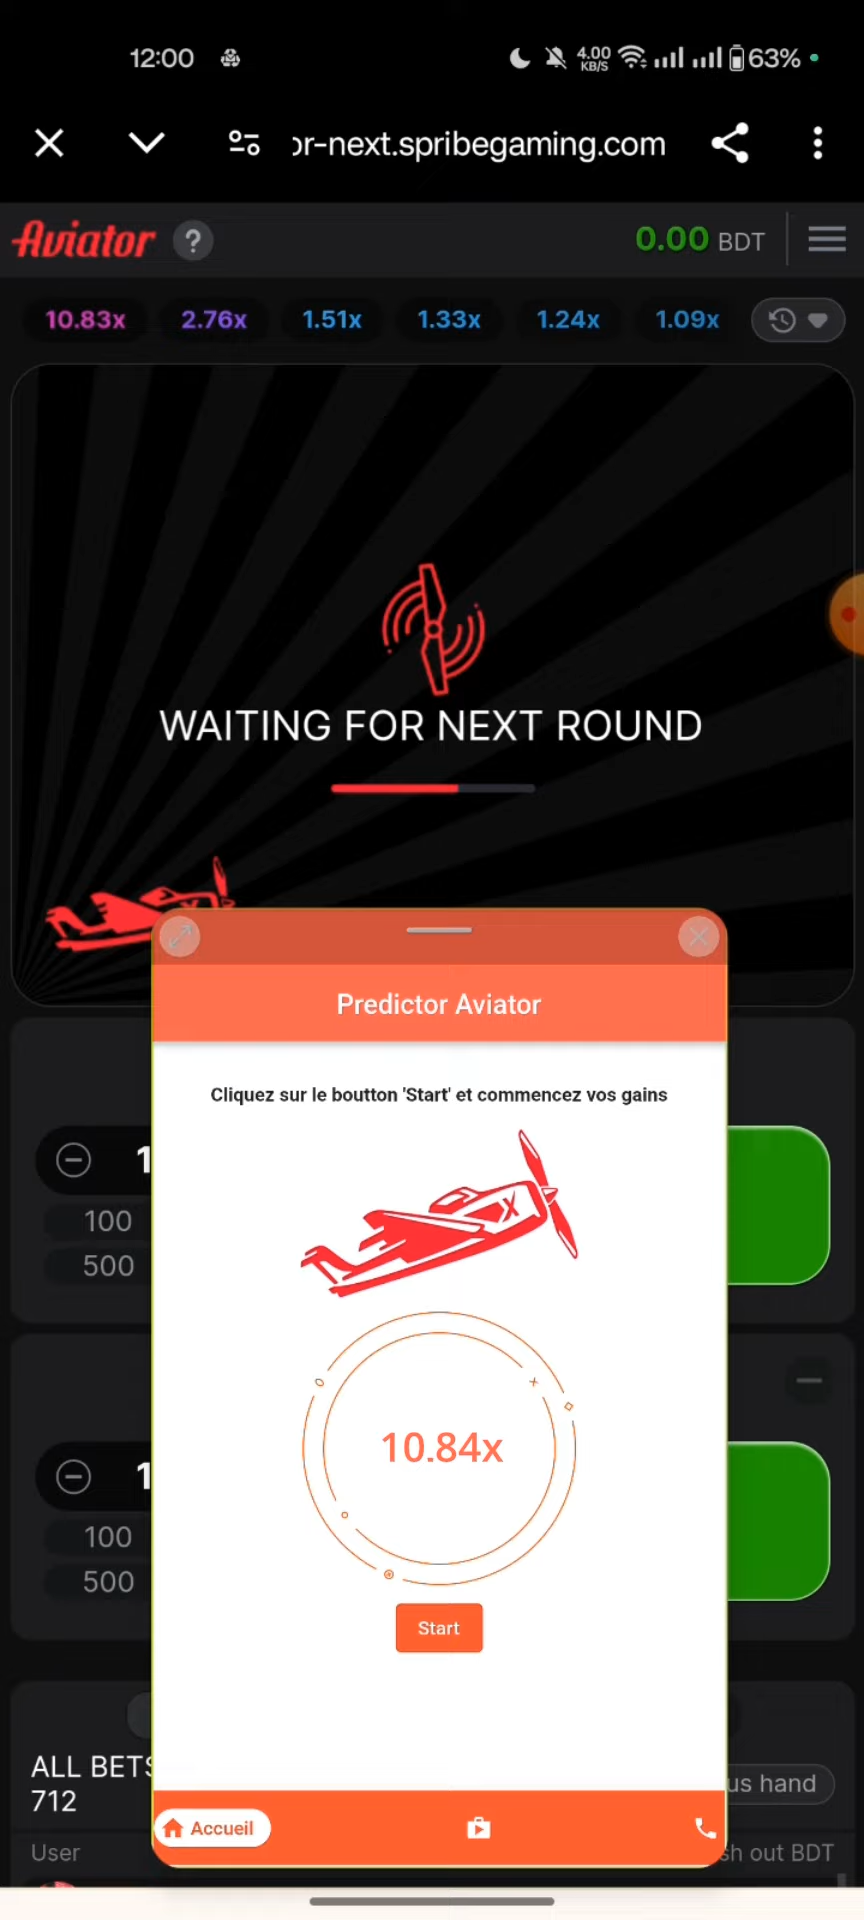 12:00 4.00 KB/S 63%
or-next.spribegaming.com
Aviator ? 0.00 BDT
10.83x 2.76x 1.51x 1.33x 1.24x 1.09x
WAITING FOR NEXT ROUND
Predictor Aviator
Cliquez sur le boutton 'Start' et commencez vos gains
1
100
500
10.84x
1
100
500
Start
ALL BETS
712
us hand
Accueil
User
sh out BDT